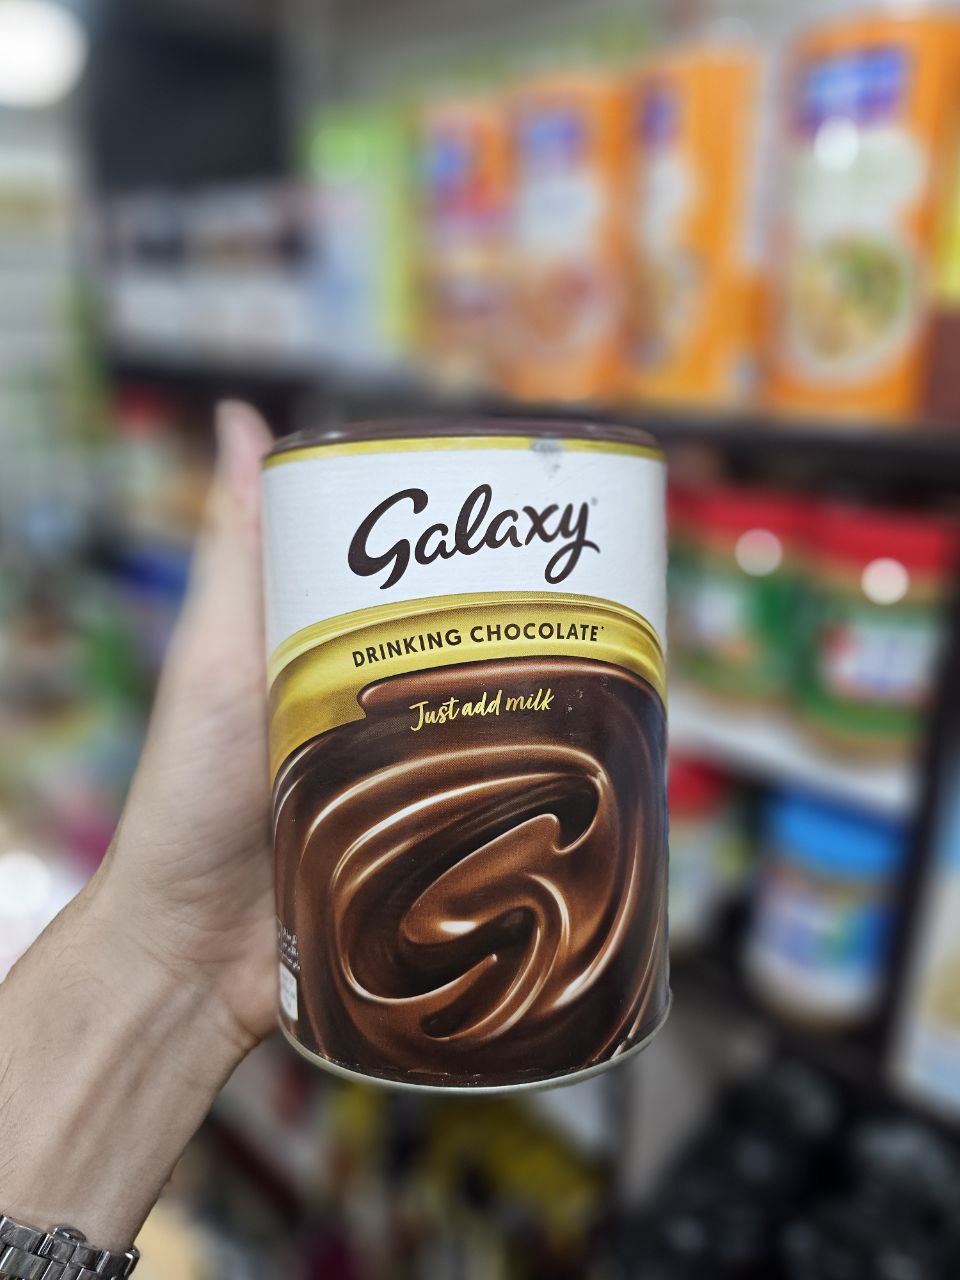 Galaxy
DRINKING CHOCOLATE*
Just add milk